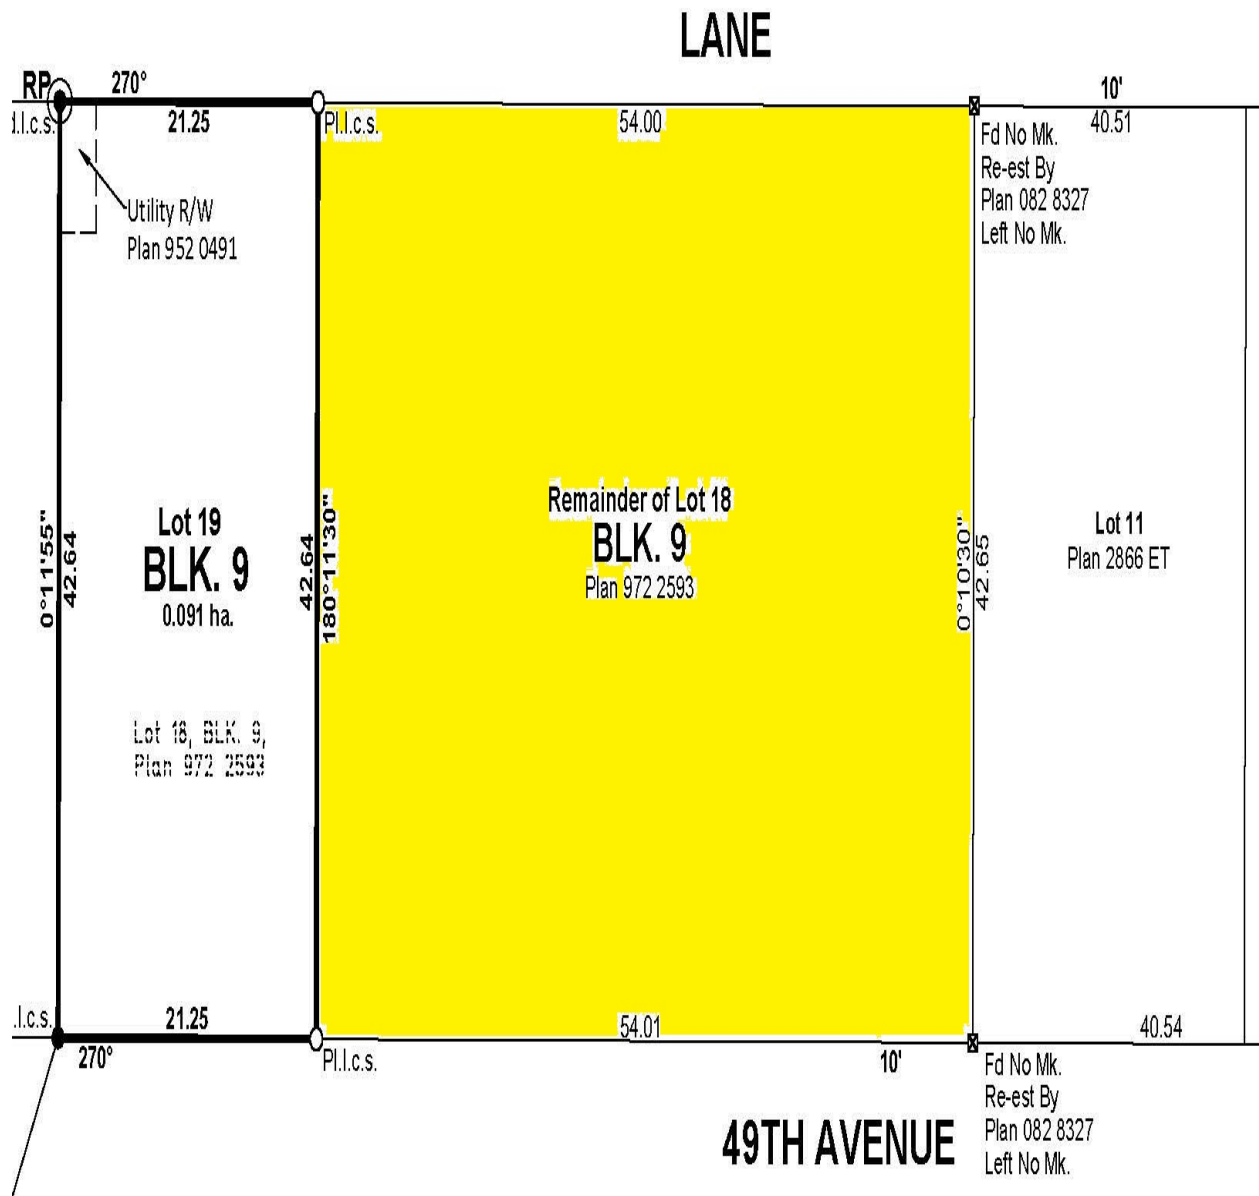 LANE
RP
270°
10'
.l.c.s.
21.25
Pl.l.c.s.
54.00
40.51
Fd No Mk.
Re-est By
Plan 082 8327
Left No Mk.
Utility R/W
Plan 952 0491
0°11'55"
42.64
Lot 19
BLK. 9
0.091 ha.
42.64
180°11'30"
Remainder of Lot 18
BLK. 9
Plan 972 2593
0°10'30"
42.65
Lot 11
Plan 2866 ET
Lot 18, BLK. 9,
Plan 972 2593
.l.c.s.
21.25
54.01
40.54
270°
Pl.l.c.s.
10'
Fd No Mk.
Re-est By
Plan 082 8327
Left No Mk.
49TH AVENUE